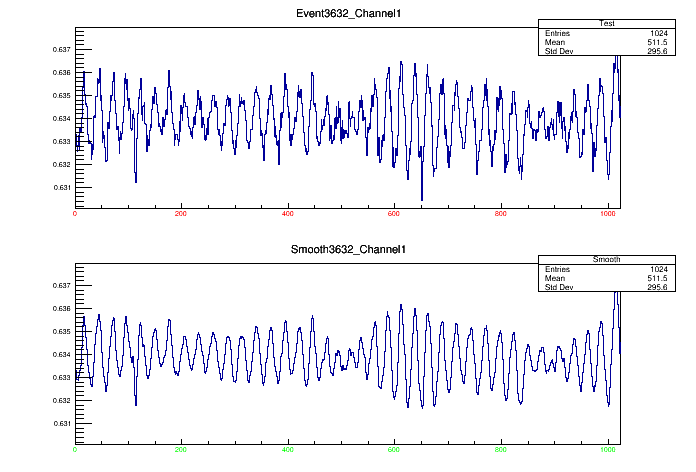 Event3632_Channel1
Test
Entries 1024
Mean 511.5
Std Dev 295.6
0.637
0.636
0.635
0.634
0.633
0.632
0.631
0 200 400 600 800 1000
Smooth3632_Channel1
Smooth
Entries 1024
Mean 511.5
Std Dev 295.6
0.637
0.636
0.635
0.634
0.633
0.632
0.631
0 200 400 600 800 1000